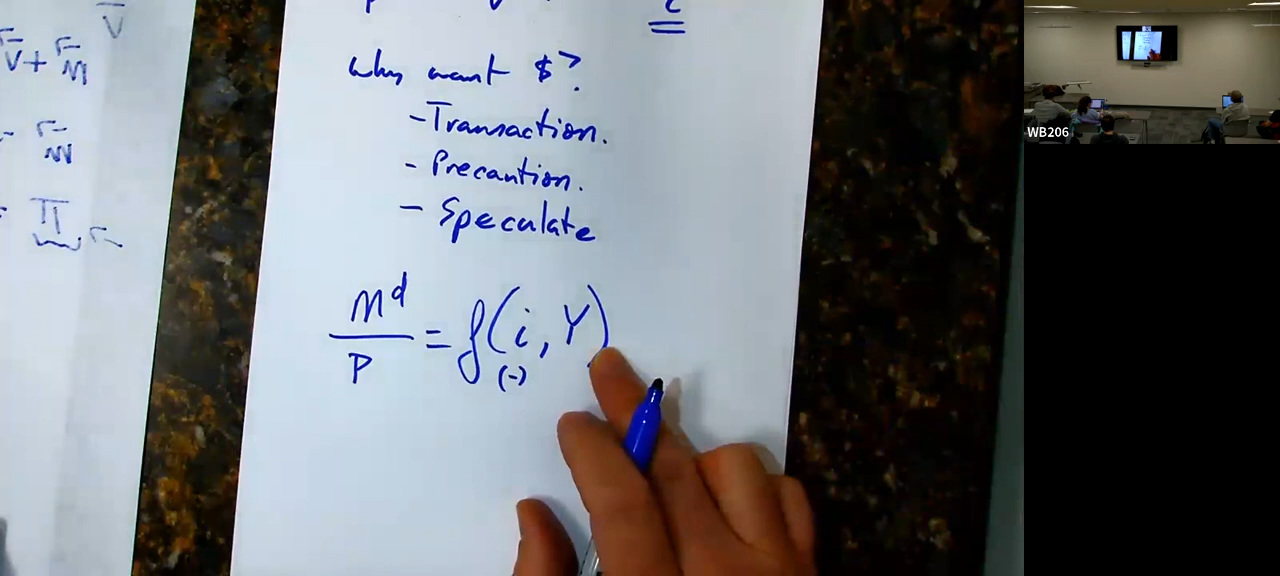 V
V + M
M
π
why want $?
- Transaction.
- Precaution.
- Speculate
M^d / P = f(i, Y)
(-)
WB206